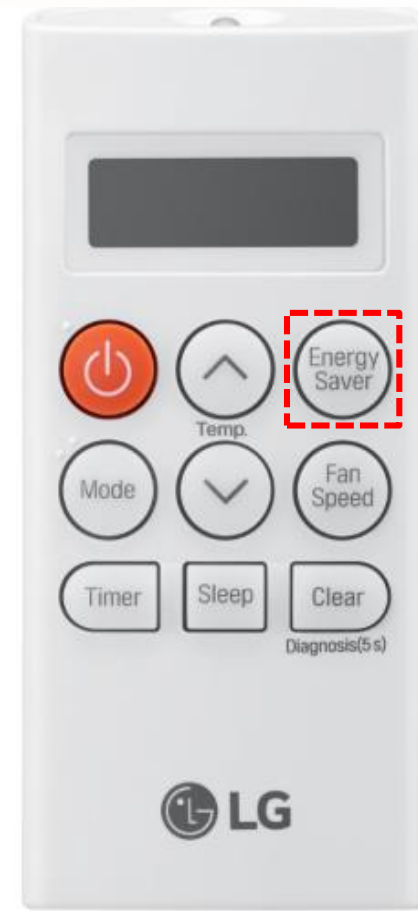 Energy
Saver
Temp.
Mode
Fan
Speed
Timer
Sleep
Clear
Diagnosis(5 s)
LG